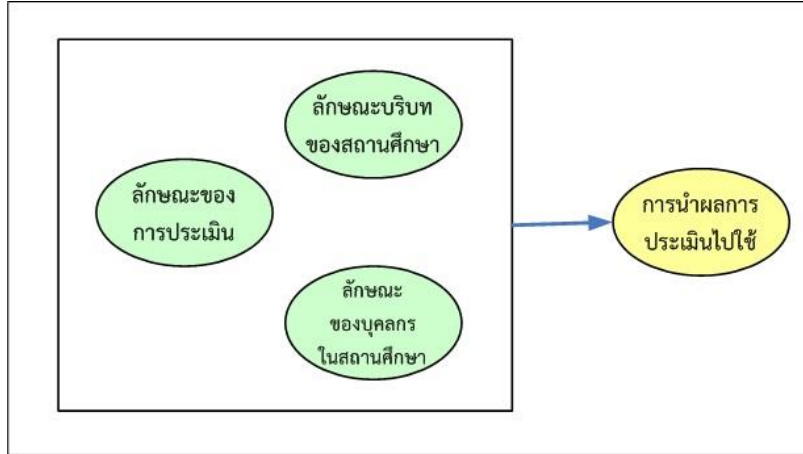 ลักษณะบริบท
ของสถานศึกษา
ลักษณะของ
การประเมิน
ลักษณะ
ของบุคลกร
ในสถานศึกษา
การนำผลการ
ประเมินไปใช้